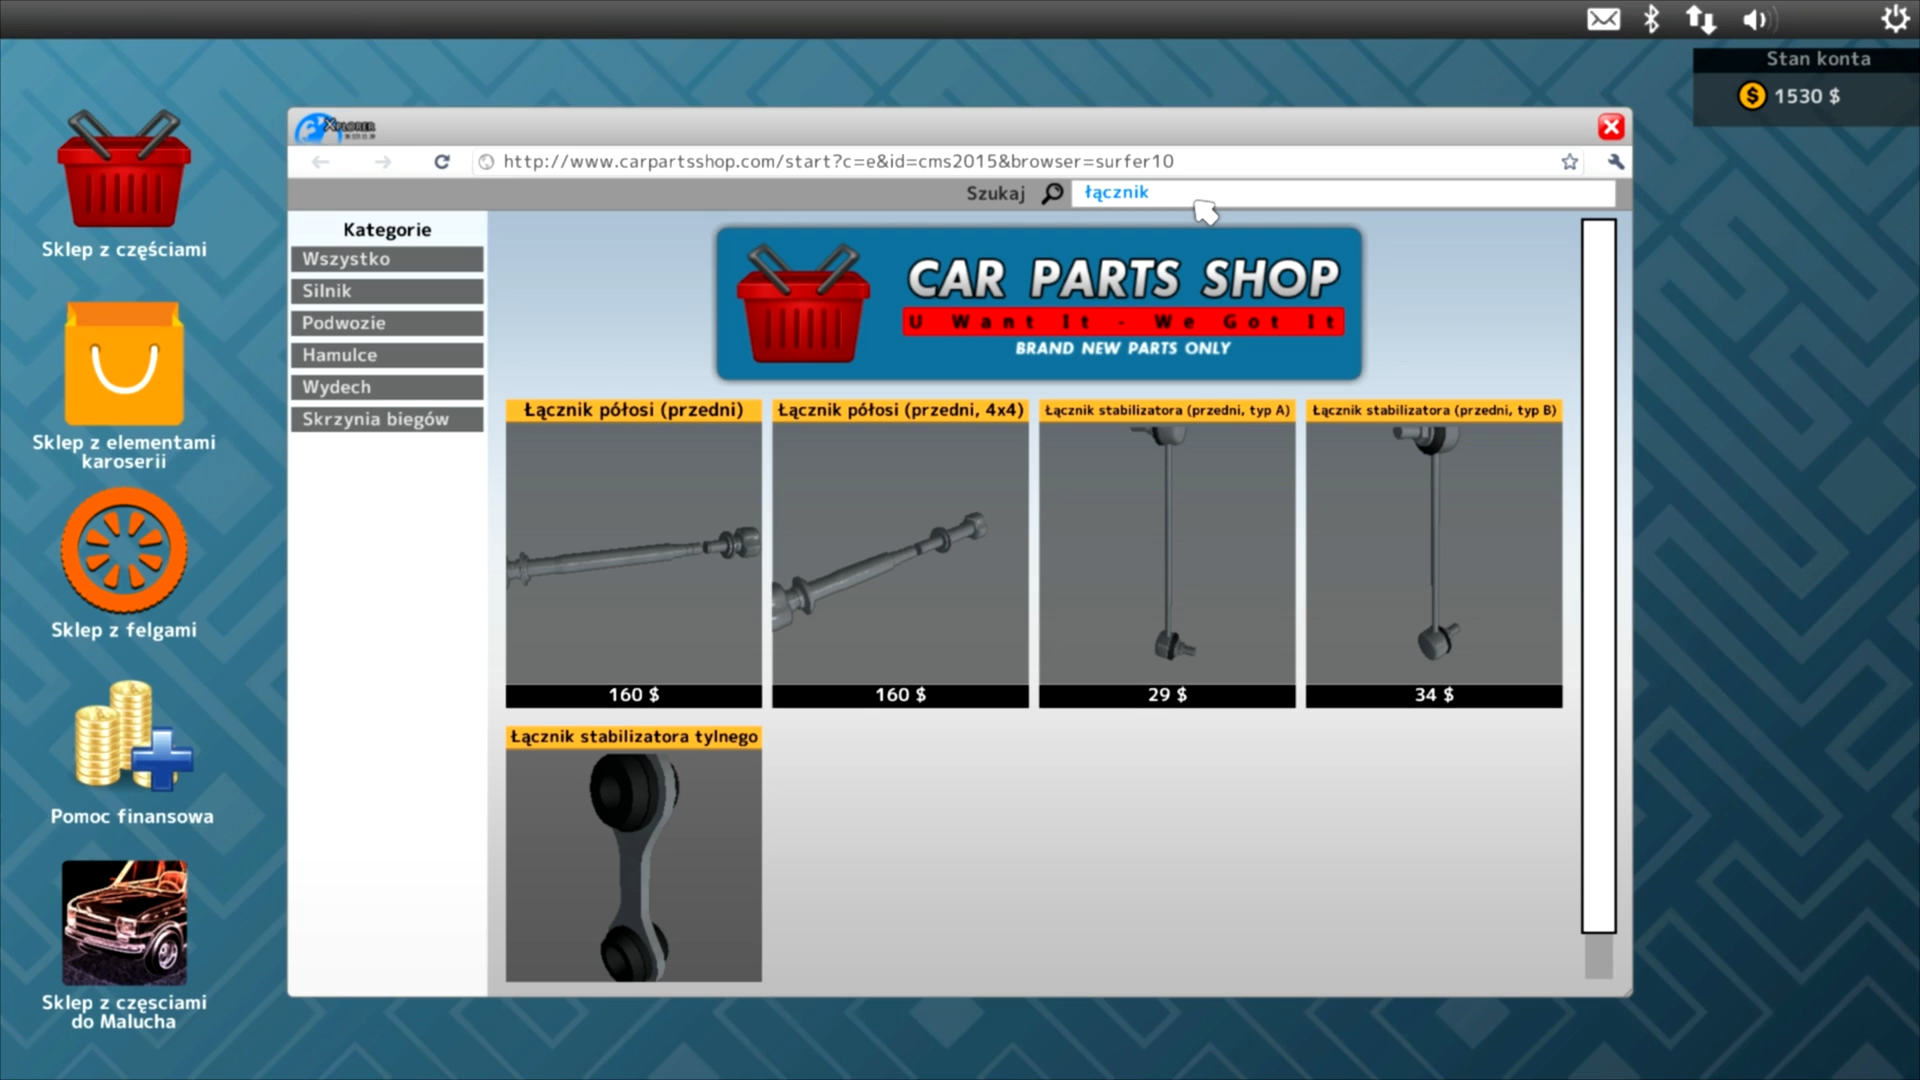 Stan konta
1530 $
XPLORER
http://www.carpartsshop.com/start?c=e&id=cms2015&browser=surfer10
Szukaj
łącznik
Kategorie
Wszystko
Silnik
Podwozie
Hamulce
Wydech
Skrzynia biegów
CAR PARTS SHOP
U Want It - We Got It
BRAND NEW PARTS ONLY
Łącznik półosi (przedni)
160 $
Łącznik półosi (przedni, 4x4)
160 $
Łącznik stabilizatora (przedni, typ A)
29 $
Łącznik stabilizatora (przedni, typ B)
34 $
Łącznik stabilizatora tylnego
Sklep z częściami
Sklep z elementami
karoserii
Sklep z felgami
Pomoc finansowa
Sklep z częsciami
do Malucha